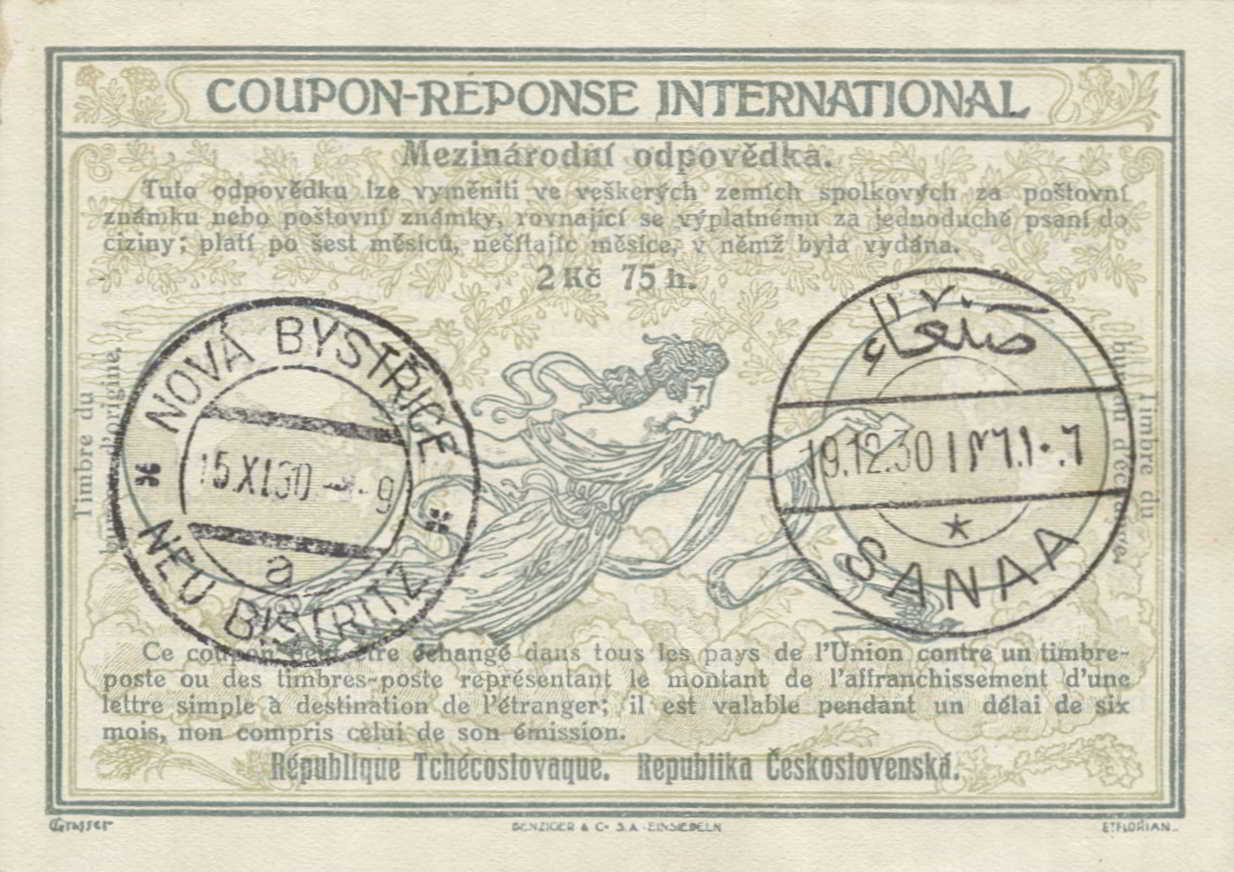 COUPON-REPONSE INTERNATIONAL
Mezinárodní odpovědka.
Tuto odpovědku lze vyměniti ve veškerých zemích spolkových za poštovní
známku nebo poštovní známky, rovnající se výplatnému za jednoduché psaní do
ciziny; platí po šest měsíců, nečítajíc měsíce, v němž byla vydána.
2 Kč 75 h.
Timbre du
d'origine.
NOVÁ BYSTŘICE
15.XI.30 - 9
a
NEU BISTRITZ
صنعاء
19.12.30
SANAA
Timbre du
Ce coupon peut être échangé dans tous les pays de l'Union contre un timbre-
poste ou des timbres-poste représentant le montant de l'affranchissement d'une
lettre simple à destination de l'étranger; il est valable pendant un délai de six
mois, non compris celui de son émission.
République Tchécoslovaque. Republika Československá.
Grasser
BENZIGER & Co S.A. EINSIEDELN
E. FLORIAN